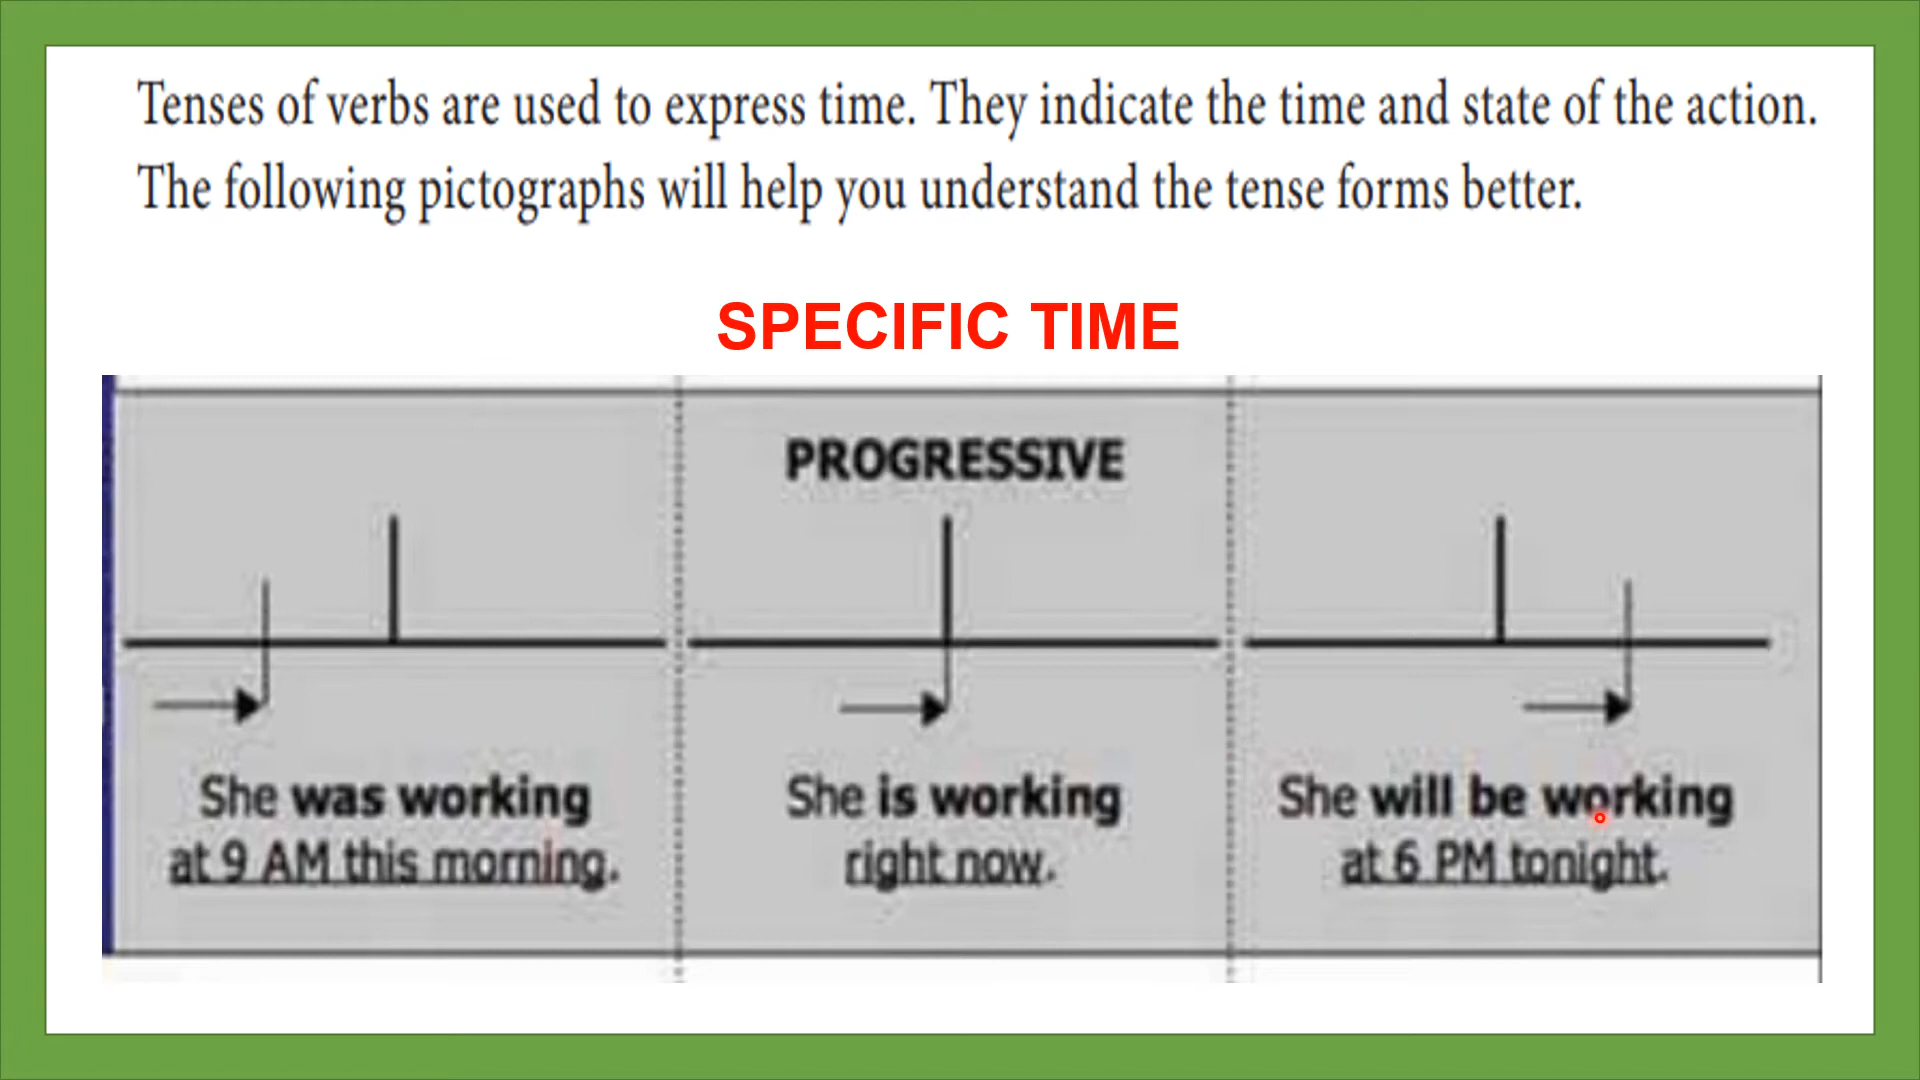 Tenses of verbs are used to express time. They indicate the time and state of the action.
The following pictographs will help you understand the tense forms better.
SPECIFIC TIME
PROGRESSIVE
She was working
at 9 AM this morning.
She is working
right now.
She will be working
at 6 PM tonight.